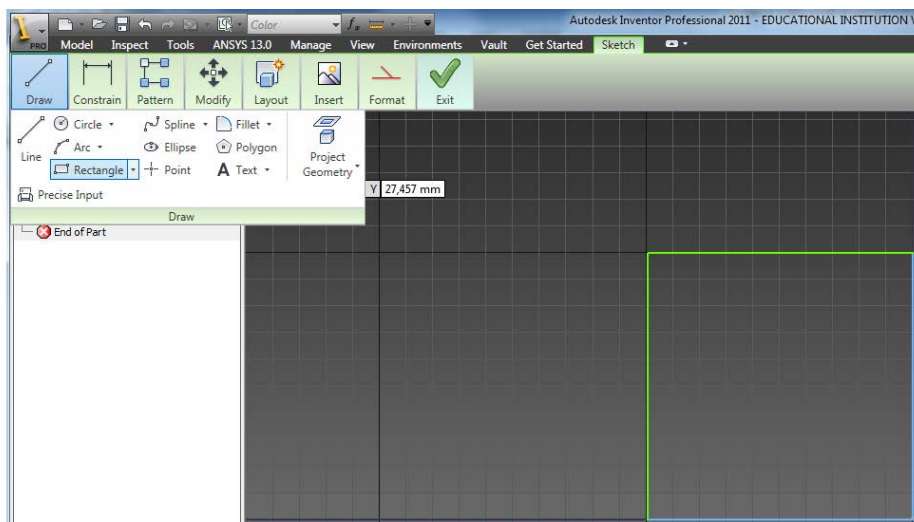 Color
Autodesk Inventor Professional 2011 - EDUCATIONAL INSTITUTION
PRO Model Inspect Tools ANSYS 13.0 Manage View Environments Vault Get Started Sketch
Draw Constrain Pattern Modify Layout Insert Format Exit
Line
Circle Spline Fillet
Arc Ellipse Polygon
Rectangle Point A Text
Project Geometry
Precise Input
Draw
Y 27,457 mm
End of Part